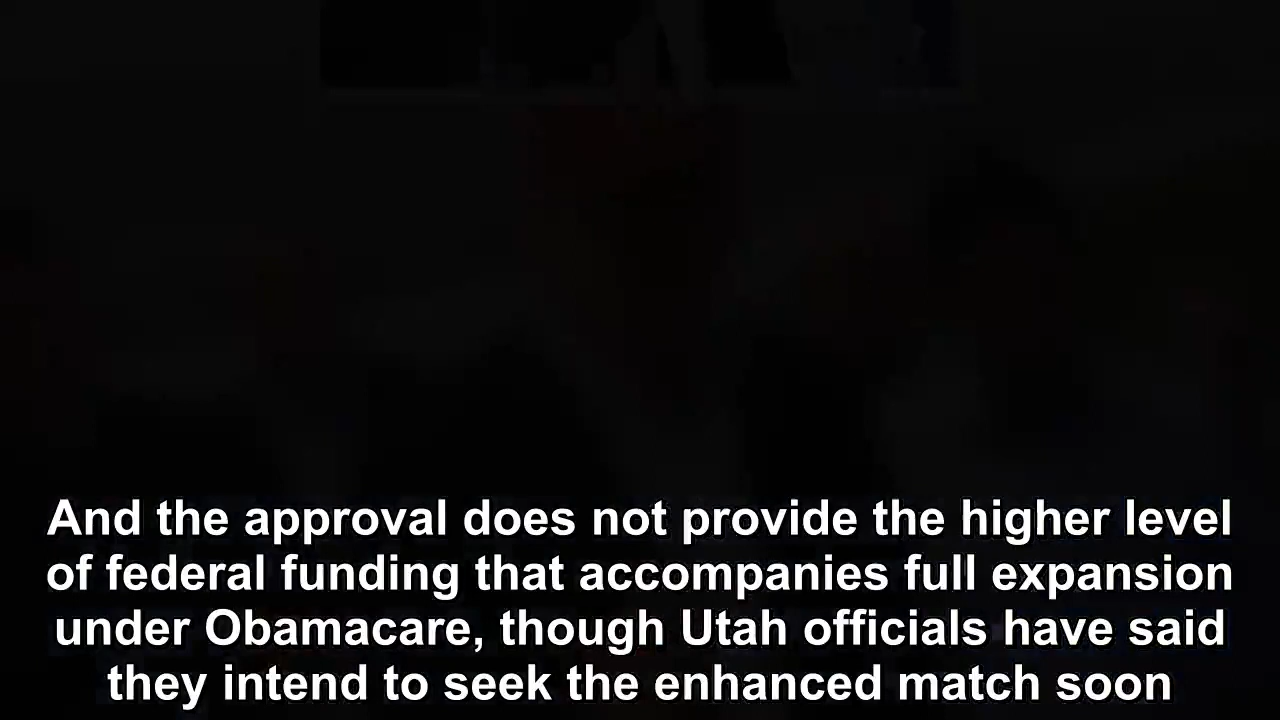 And the approval does not provide the higher level
of federal funding that accompanies full expansion
under Obamacare, though Utah officials have said
they intend to seek the enhanced match soon